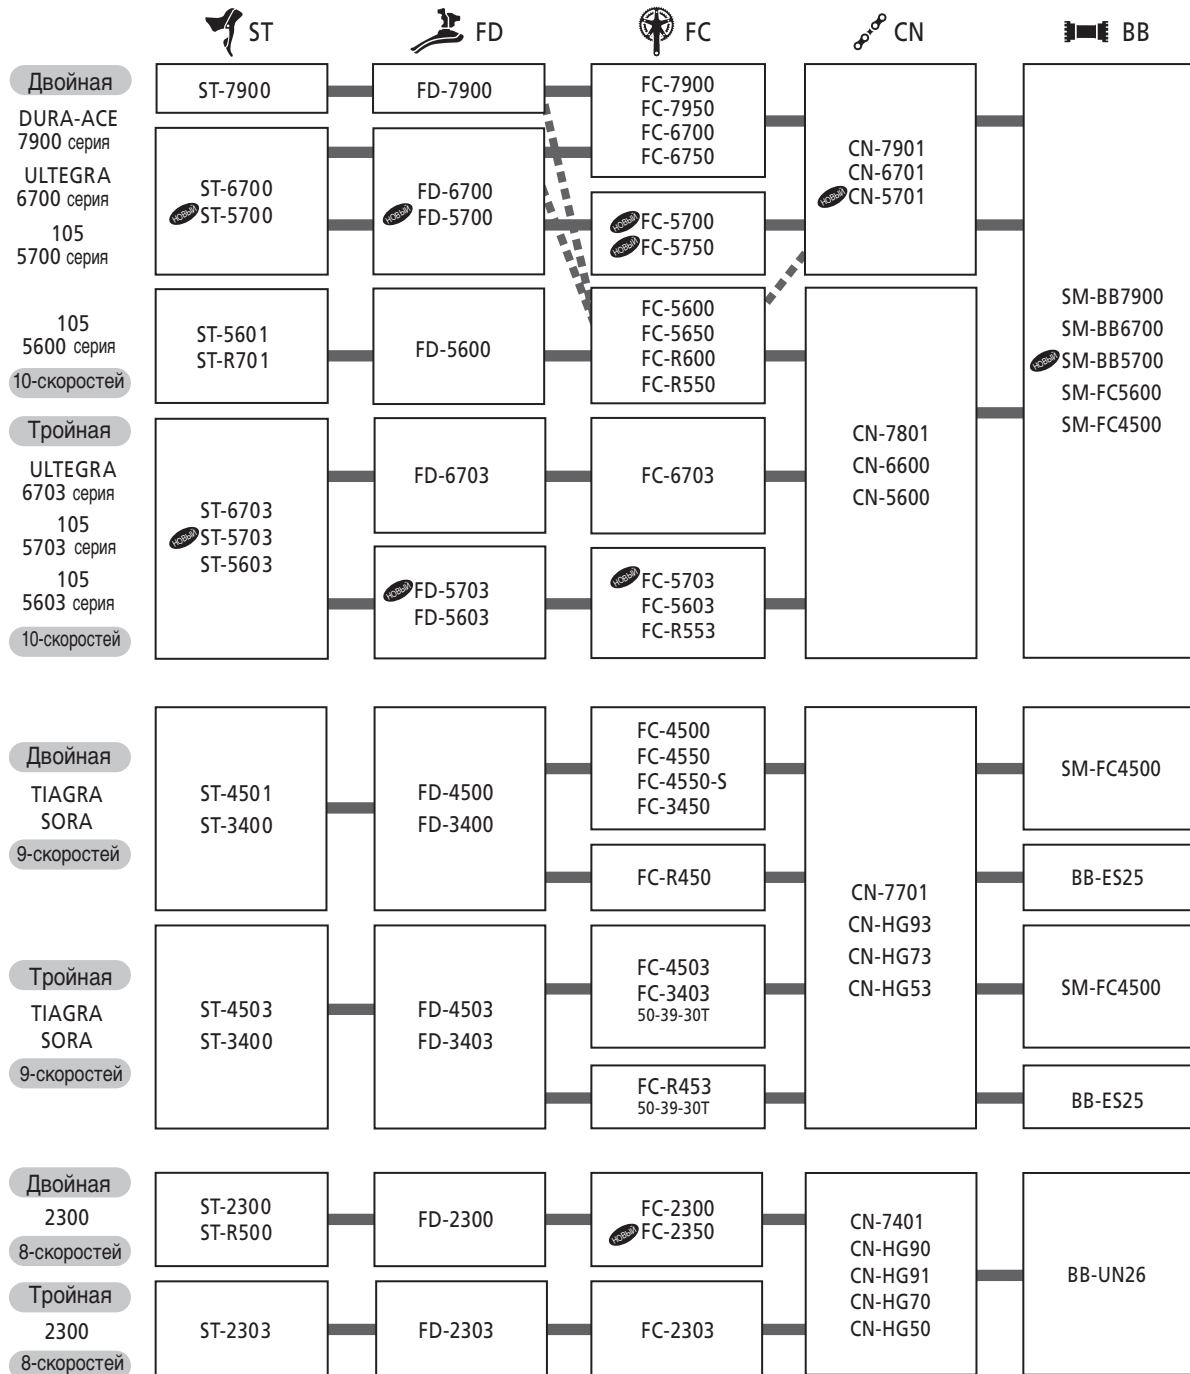 ST
FD
FC
CN
BB
Двойная
DURA-ACE
7900 серия
ULTEGRA
6700 серия
105
5700 серия
ST-7900
FD-7900
FC-7900
FC-7950
FC-6700
FC-6750
ST-6700
новый ST-5700
FD-6700
новый FD-5700
новый FC-5700
новый FC-5750
CN-7901
CN-6701
новый CN-5701
105
5600 серия
10-скоростей
ST-5601
ST-R701
FD-5600
FC-5600
FC-5650
FC-R600
FC-R550
SM-BB7900
SM-BB6700
новый SM-BB5700
SM-FC5600
SM-FC4500
Тройная
ULTEGRA
6703 серия
105
5703 серия
105
5603 серия
10-скоростей
ST-6703
новый ST-5703
ST-5603
FD-6703
FC-6703
новый FD-5703
FD-5603
новый FC-5703
FC-5603
FC-R553
CN-7801
CN-6600
CN-5600
Двойная
TIAGRA
SORA
9-скоростей
ST-4501
ST-3400
FD-4500
FD-3400
FC-4500
FC-4550
FC-4550-S
FC-3450
FC-R450
CN-7701
CN-HG93
CN-HG73
CN-HG53
SM-FC4500
BB-ES25
Тройная
TIAGRA
SORA
9-скоростей
ST-4503
ST-3400
FD-4503
FD-3403
FC-4503
FC-3403
50-39-30T
FC-R453
50-39-30T
SM-FC4500
BB-ES25
Двойная
2300
8-скоростей
ST-2300
ST-R500
FD-2300
FC-2300
новый FC-2350
CN-7401
CN-HG90
CN-HG91
CN-HG70
CN-HG50
BB-UN26
Тройная
2300
8-скоростей
ST-2303
FD-2303
FC-2303